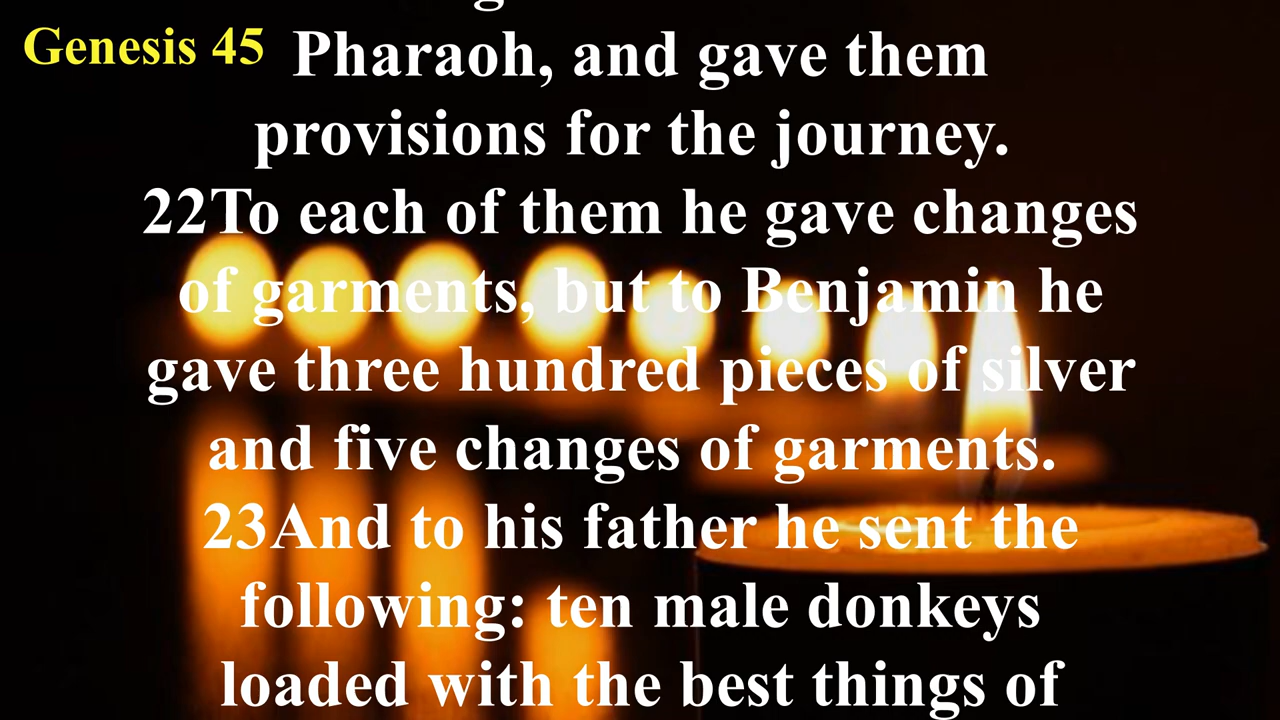 Genesis 45
Pharaoh, and gave them
provisions for the journey.
22To each of them he gave changes
of garments, but to Benjamin he
gave three hundred pieces of silver
and five changes of garments.
23And to his father he sent the
following: ten male donkeys
loaded with the best things of